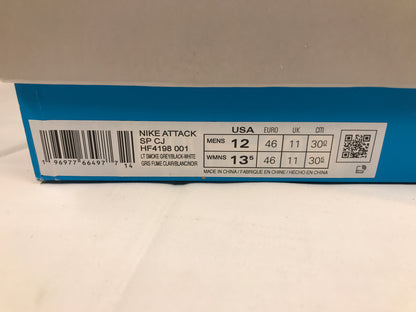 NIKE ATTACK
SP CJ
HF4198 001
LT SMOKE GREY/BLACK-WHITE
GRIS FUME CLAIR/BLANC/NOIR
1 96977 66497 7 14
USA EURO UK CM
MENS 12 46 11 30
WMNS 13.5 46 11 30
MADE IN CHINA / FABRIQUE EN CHINE / HECHO EN CHINA